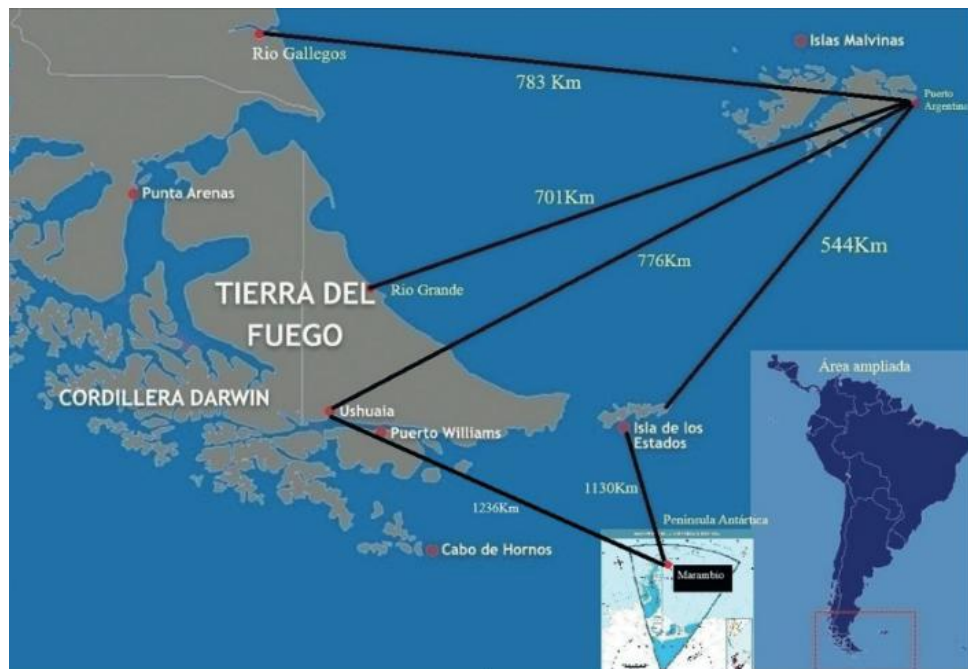 Islas Malvinas
Rio Gallegos
783 Km
Puerto
Argentino
Punta Arenas
701Km
776Km
544Km
TIERRA DEL
FUEGO
Rio Grande
Área ampliada
CORDILLERA DARWIN
Ushuaia
Puerto Williams
Isla de los
Estados
1130Km
1236Km
Península Antártica
Cabo de Hornos
Marambio